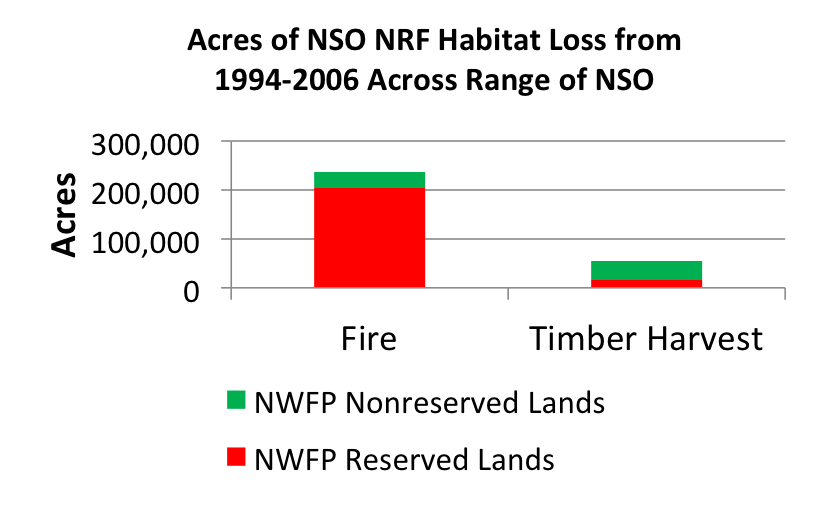 Acres of NSO NRF Habitat Loss from
1994-2006 Across Range of NSO
Acres
300,000
200,000
100,000
0
Fire
Timber Harvest
NWFP Nonreserved Lands
NWFP Reserved Lands